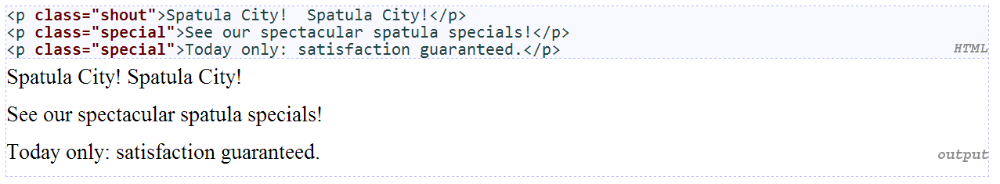 <p class="shout">Spatula City!  Spatula City!</p>
<p class="special">See our spectacular spatula specials!</p>
<p class="special">Today only: satisfaction guaranteed.</p>
HTML
Spatula City! Spatula City!
See our spectacular spatula specials!
Today only: satisfaction guaranteed.
output